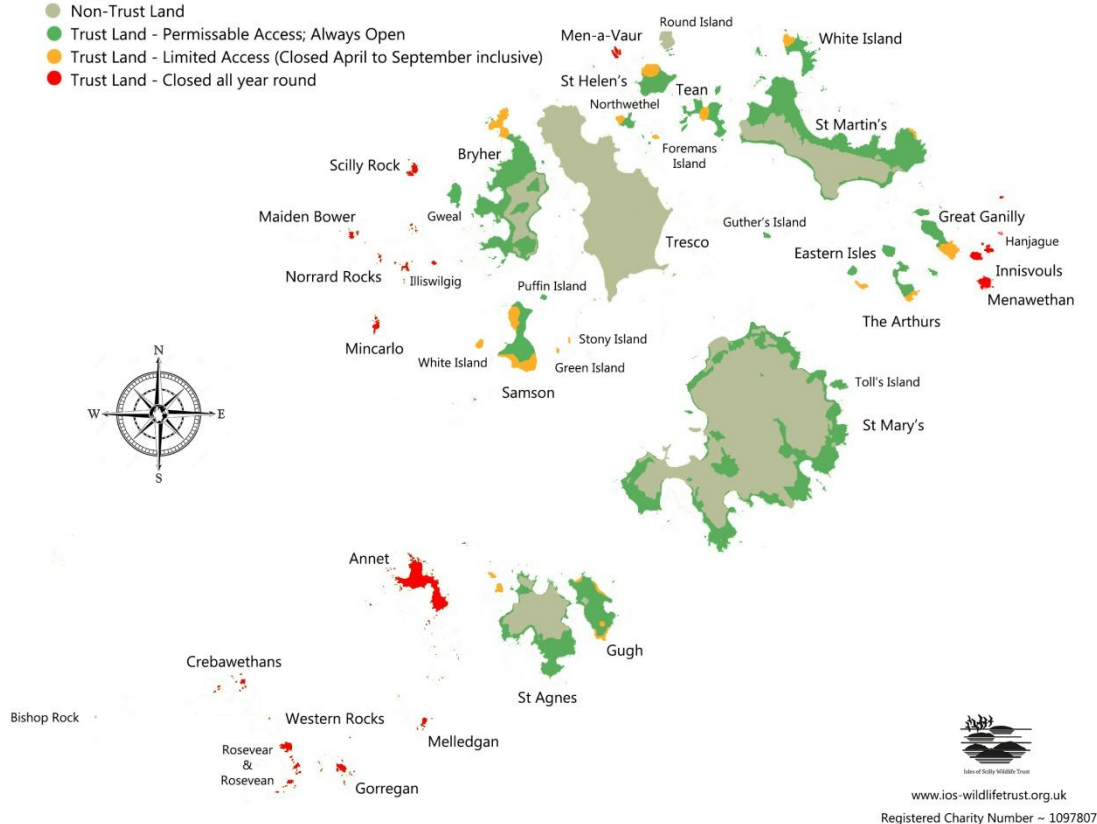 Non-Trust Land
Trust Land - Permissable Access; Always Open
Trust Land - Limited Access (Closed April to September inclusive)
Trust Land - Closed all year round
Round Island
Men-a-Vaur
White Island
St Helen's
Tean
Northwethel
St Martin's
Foremans
Island
Bryher
Scilly Rock
Maiden Bower
Gweal
Great Ganilly
Guther's Island
Hanjague
Tresco
Eastern Isles
Norrard Rocks
Illiswilgig
Innisvouls
Puffin Island
Menawethan
The Arthurs
Mincarlo
Stony Island
White Island
Green Island
Samson
N
W
E
S
Toll's Island
St Mary's
Annet
Gugh
Crebawethans
St Agnes
Bishop Rock
Western Rocks
Melledgan
Rosevear
&
Rosevean
Gorregan
Isles of Scilly Wildlife Trust
www.ios-wildlifetrust.org.uk
Registered Charity Number ~ 1097807